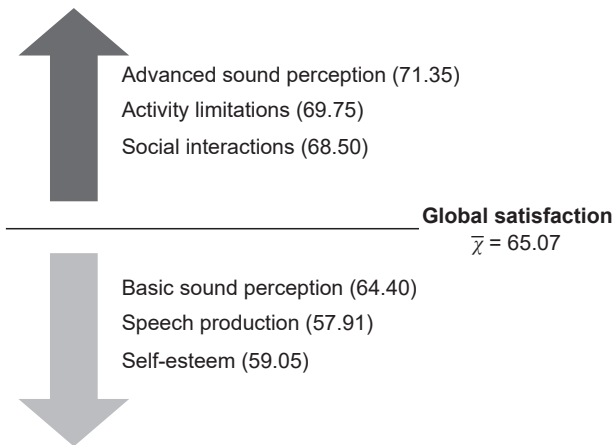 Advanced sound perception (71.35)
Activity limitations (69.75)
Social interactions (68.50)
Global satisfaction
χ̅ = 65.07
Basic sound perception (64.40)
Speech production (57.91)
Self-esteem (59.05)